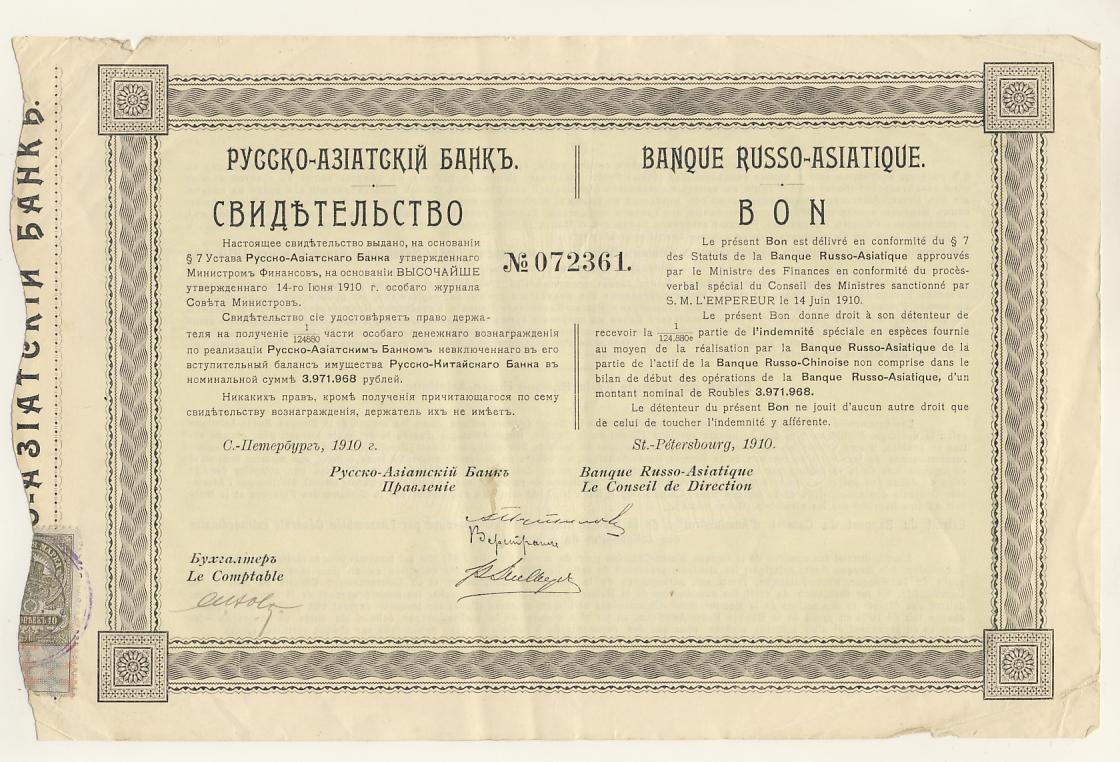 РУССКО-АЗІАТСКІЙ БАНКЪ.
СВИДѢТЕЛЬСТВО
Настоящее свидѣтельство выдано, на основаніи
§ 7 Устава Русско-Азіатскаго Банка утвержденнаго
Министромъ Финансовъ, на основаніи ВЫСОЧАЙШЕ
утвержденнаго 14-го Іюня 1910 г. особаго журнала
Совѣта Министровъ.
Свидѣтельство сіе удостовѣряетъ право держа-
теля на полученіе 1/124880 части особаго денежнаго вознагражденія
по реализаціи Русско-Азіатскимъ Банкомъ невключеннаго въ его
вступительный балансъ имущества Русско-Китайскаго Банка въ
номинальной суммѣ 3.971.968 рублей.
Никакихъ правъ, кромѣ полученія причитающагося по сему
свидѣтельству вознагражденія, держатель ихъ не имѣетъ.
С.-Петербургъ, 1910 г.
Русско-Азіатскій Банкъ
Правленіе
№ 072361.
BANQUE RUSSO-ASIATIQUE.
BON
Le présent Bon est délivré en conformité du § 7
des Statuts de la Banque Russo-Asiatique approuvés
par le Ministre des Finances en conformité du procès-
verbal spécial du Conseil des Ministres sanctionné par
S. M. L'EMPEREUR le 14 Juin 1910.
Le présent Bon donne droit à son détenteur de
recevoir la 1/124.880e partie de l'indemnité spéciale en espèces fournie
au moyen de la réalisation par la Banque Russo-Asiatique de la
partie de l'actif de la Banque Russo-Chinoise non comprise dans le
bilan de début des opérations de la Banque Russo-Asiatique, d'un
montant nominal de Roubles 3.971.968.
Le détenteur du présent Bon ne jouit d'aucun autre droit que
de celui de toucher l'indemnité y afférente.
St.-Pétersbourg, 1910.
Banque Russo-Asiatique
Le Conseil de Direction
Бухгалтеръ
Le Comptable
О-АЗІАТСКІЙ БАНКЪ.